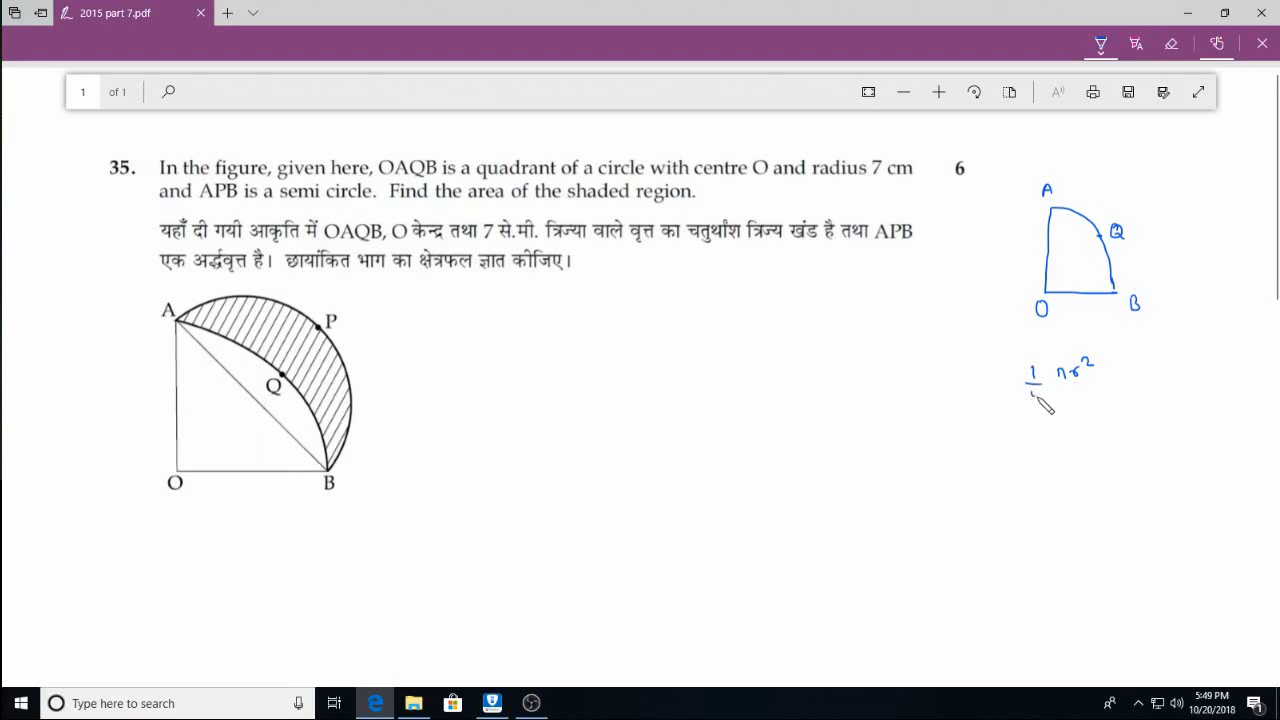 2015 part 7.pdf
1 of 1
35. In the figure, given here, OAQB is a quadrant of a circle with centre O and radius 7 cm 6
and APB is a semi circle. Find the area of the shaded region.
यहाँ दी गयी आकृति में OAQB, O केन्द्र तथा 7 से.मी. त्रिज्या वाले वृत्त का चतुर्थांश त्रिज्य खंड है तथा APB
एक अर्द्धवृत्त है। छायांकित भाग का क्षेत्रफल ज्ञात कीजिए।
A
P
Q
O
B
A
Q
O
B
1 πr²
Type here to search
5:49 PM
10/20/2018
1